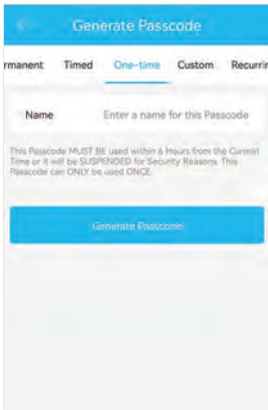 Generate Passcode
rmanent Timed One-time Custom Recurrin
Name Enter a name for this Passcode
This Passcode MUST BE used within 6 Hours from the Current
Time or it will be SUSPENDED for Security Reasons. This
Passcode can ONLY be used ONCE.
Generate Passcode